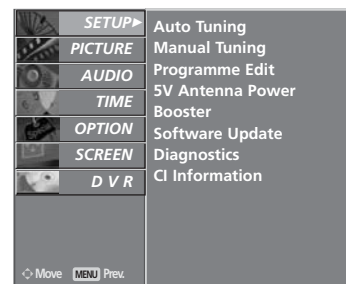 SETUP
PICTURE
AUDIO
TIME
OPTION
SCREEN
D V R
Auto Tuning
Manual Tuning
Programme Edit
5V Antenna Power
Booster
Software Update
Diagnostics
CI Information
Move MENU Prev.